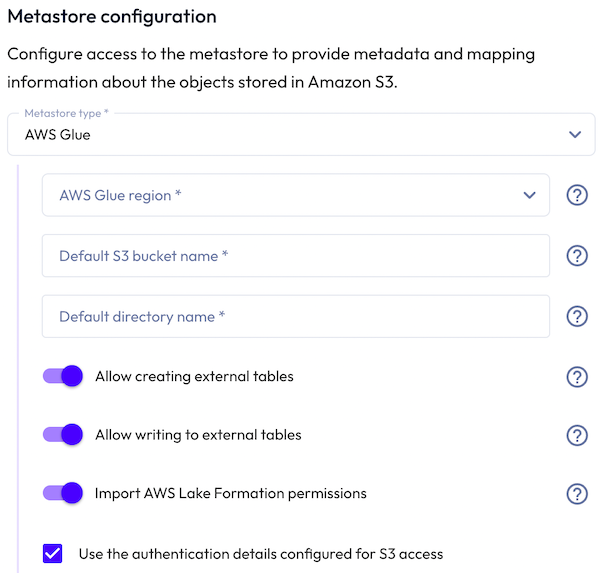 Metastore configuration
Configure access to the metastore to provide metadata and mapping
information about the objects stored in Amazon S3.
Metastore type *
AWS Glue
AWS Glue region *
Default S3 bucket name *
Default directory name *
Allow creating external tables
Allow writing to external tables
Import AWS Lake Formation permissions
Use the authentication details configured for S3 access